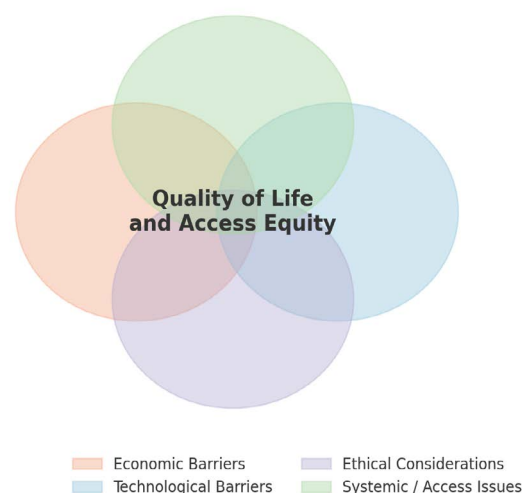 Quality of Life
and Access Equity
Economic Barriers
Technological Barriers
Ethical Considerations
Systemic / Access Issues